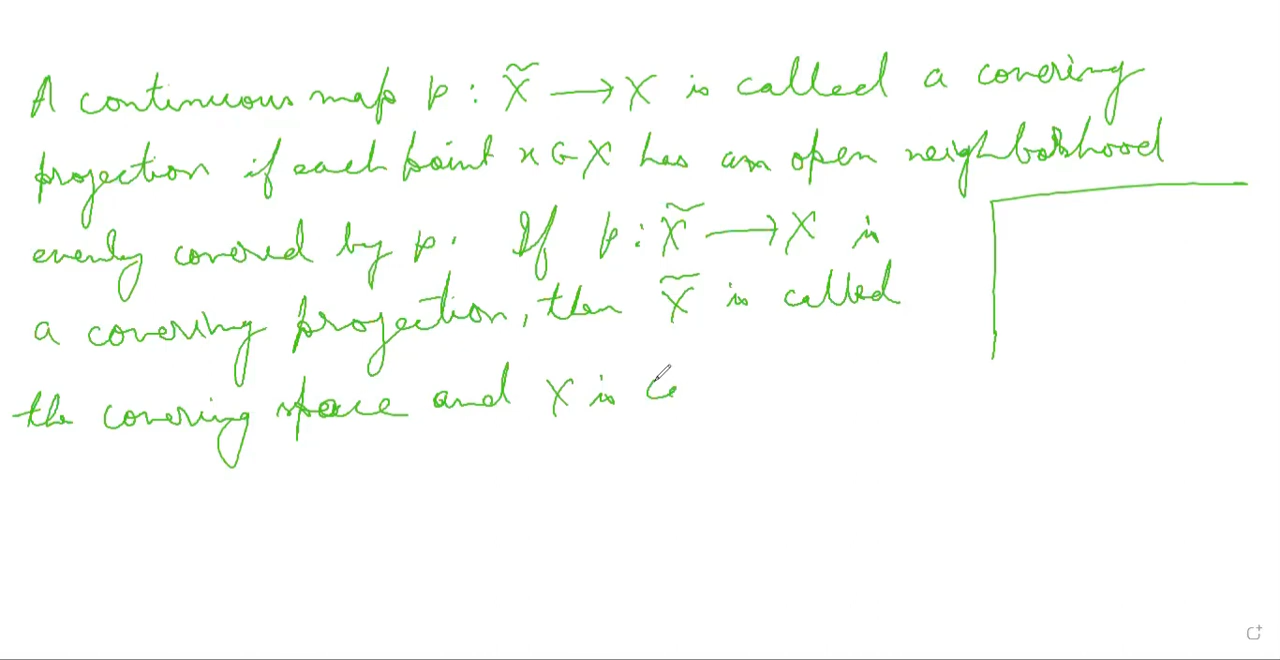 A continuous map p : X̃ → X is called a covering
projection if each point x ∈ X has an open neighborhood
evenly covered by p. If p : X̃ → X is
a covering projection, then X̃ is called
the covering space and X is c